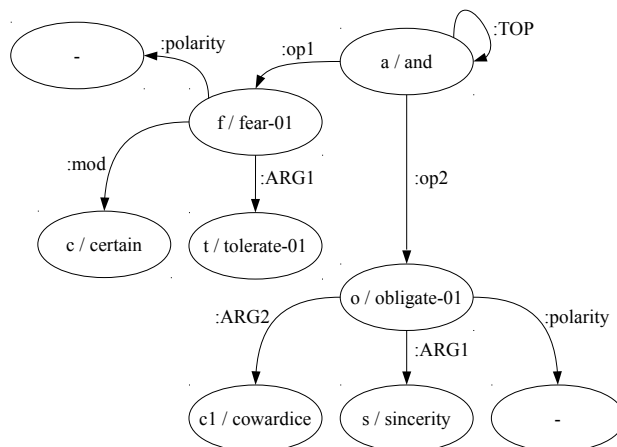 :TOP
:polarity
:op1
-
a / and
f / fear-01
:mod
:ARG1
:op2
c / certain
t / tolerate-01
o / obligate-01
:ARG2
:polarity
:ARG1
c1 / cowardice
s / sincerity
-